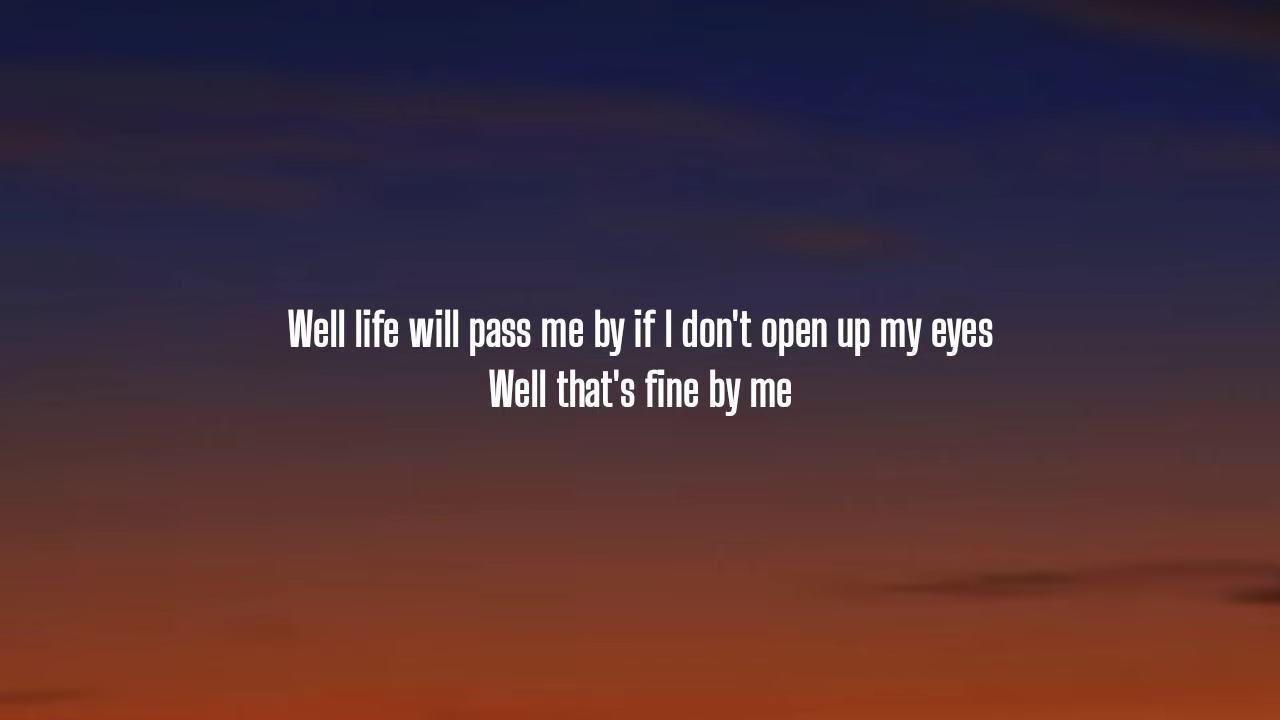 Well life will pass me by if I don't open up my eyes
Well that's fine by me